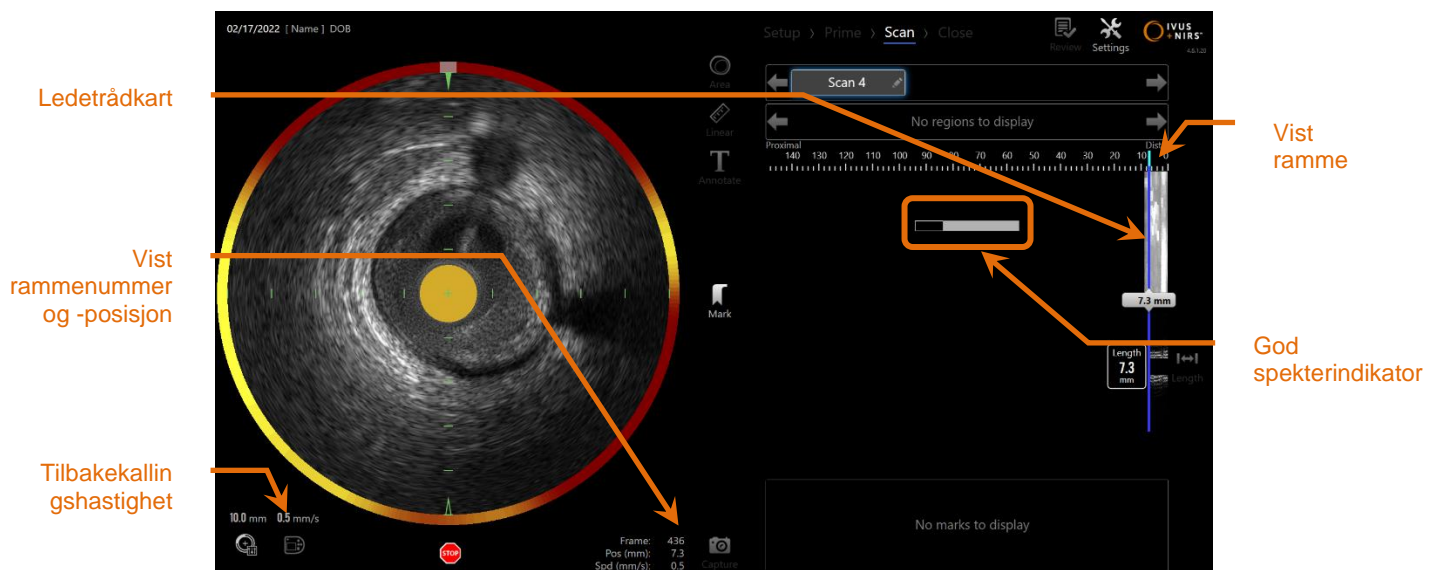 02/17/2022 [ Name ] DOB
Setup > Prime > Scan > Close
Review
Settings
IVUS
+NIRS
4.8.1.20
Ledetrådkart
Area
Scan 4
Linear
No regions to display
Vist
ramme
Proximal
140 130 120 110 100 90 80 70 60 50 40 30 20 10 0
Annotate
Vist
rammenummer
og -posisjon
Mark
7.3 mm
God
spekterindikator
Length
7.3
mm
Length
Tilbakekallin
gshastighet
10.0 mm 0.5 mm/s
No marks to display
STOP
Frame: 436
Pos (mm): 7.3
Spd (mm/s): 0.5
Capture